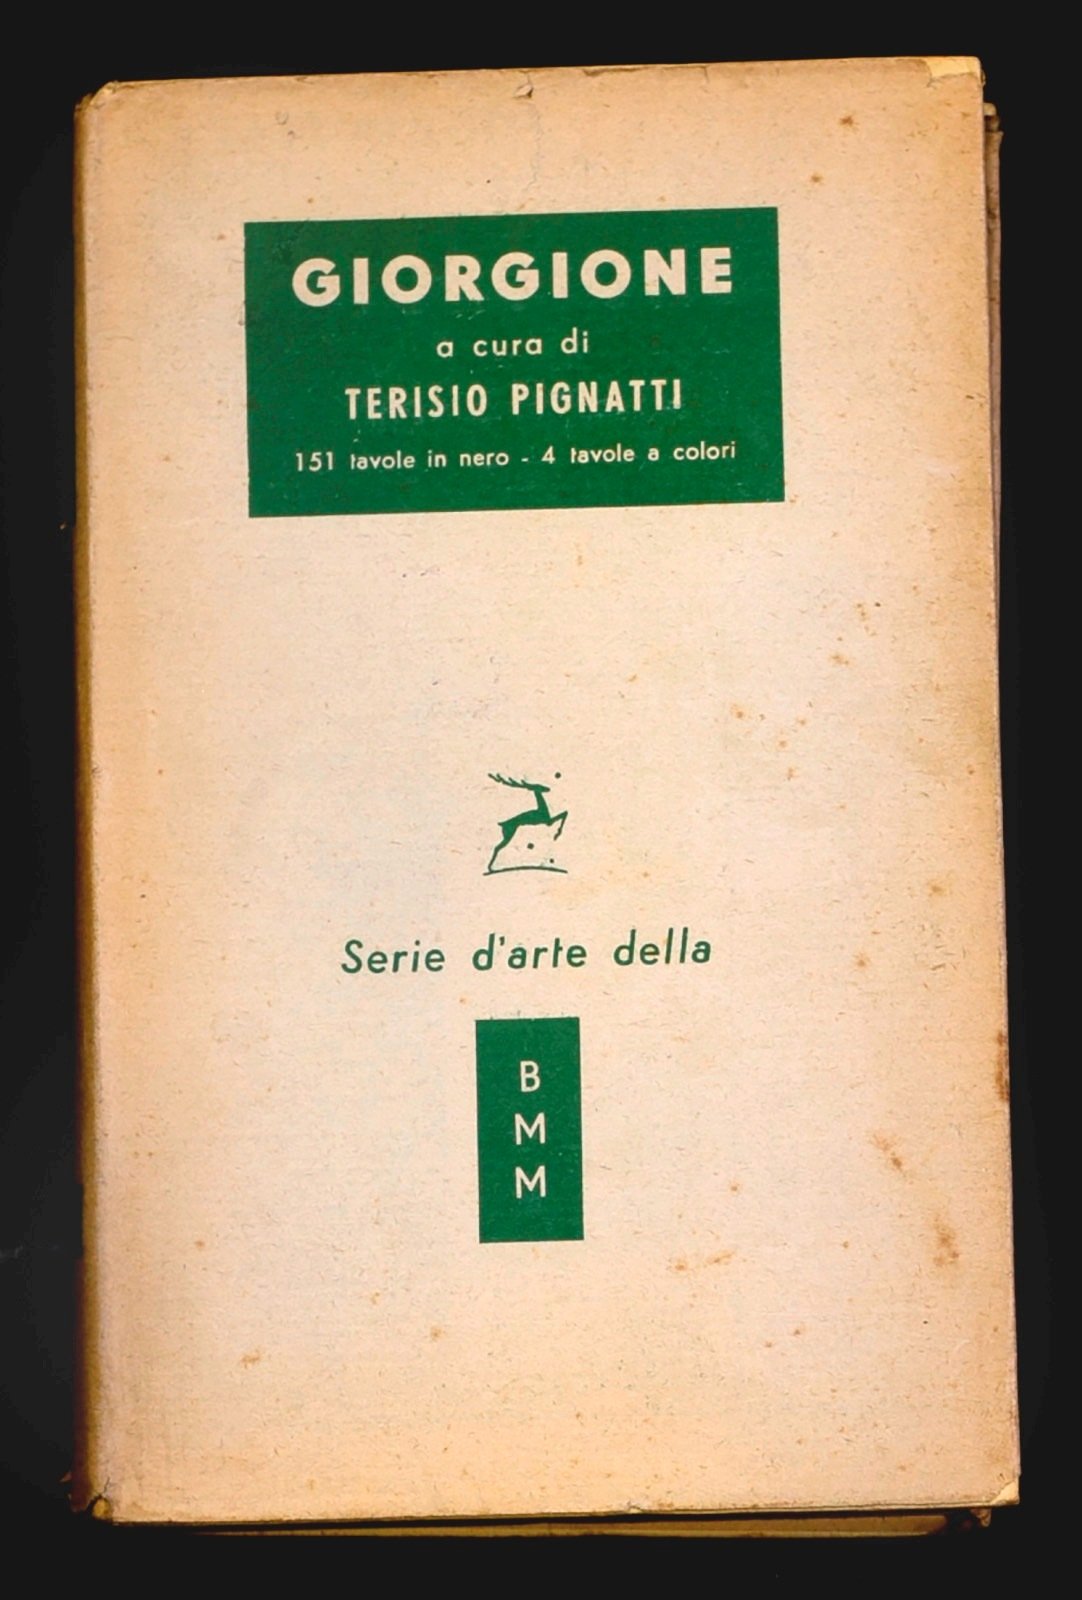 GIORGIONE
a cura di
TERISIO PIGNATTI
151 tavole in nero - 4 tavole a colori
Serie d'arte della
B
M
M